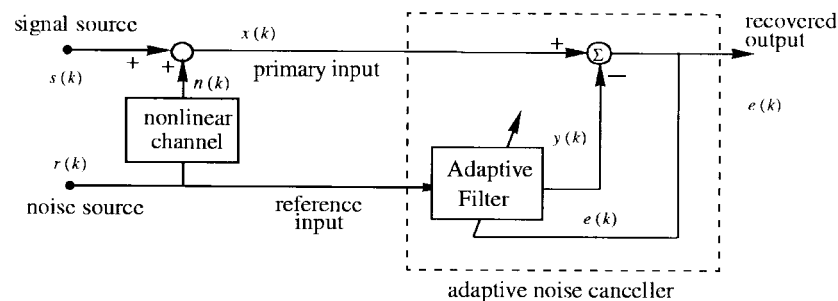 signal source
x(k)
recovered
output
+
+
+
Σ
−
s(k)
n(k)
primary input
e(k)
nonlinear
channel
y(k)
r(k)
Adaptive
Filter
noise source
reference
input
e(k)
adaptive noise canceller